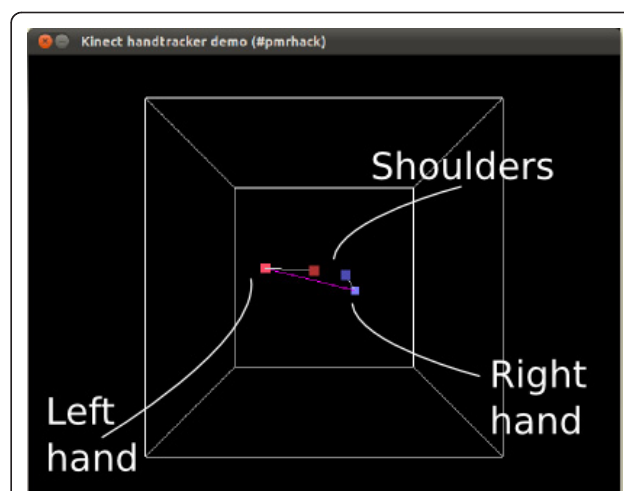 Kinect handtracker demo (#pmrhack)
Shoulders
Right
hand
Left
hand